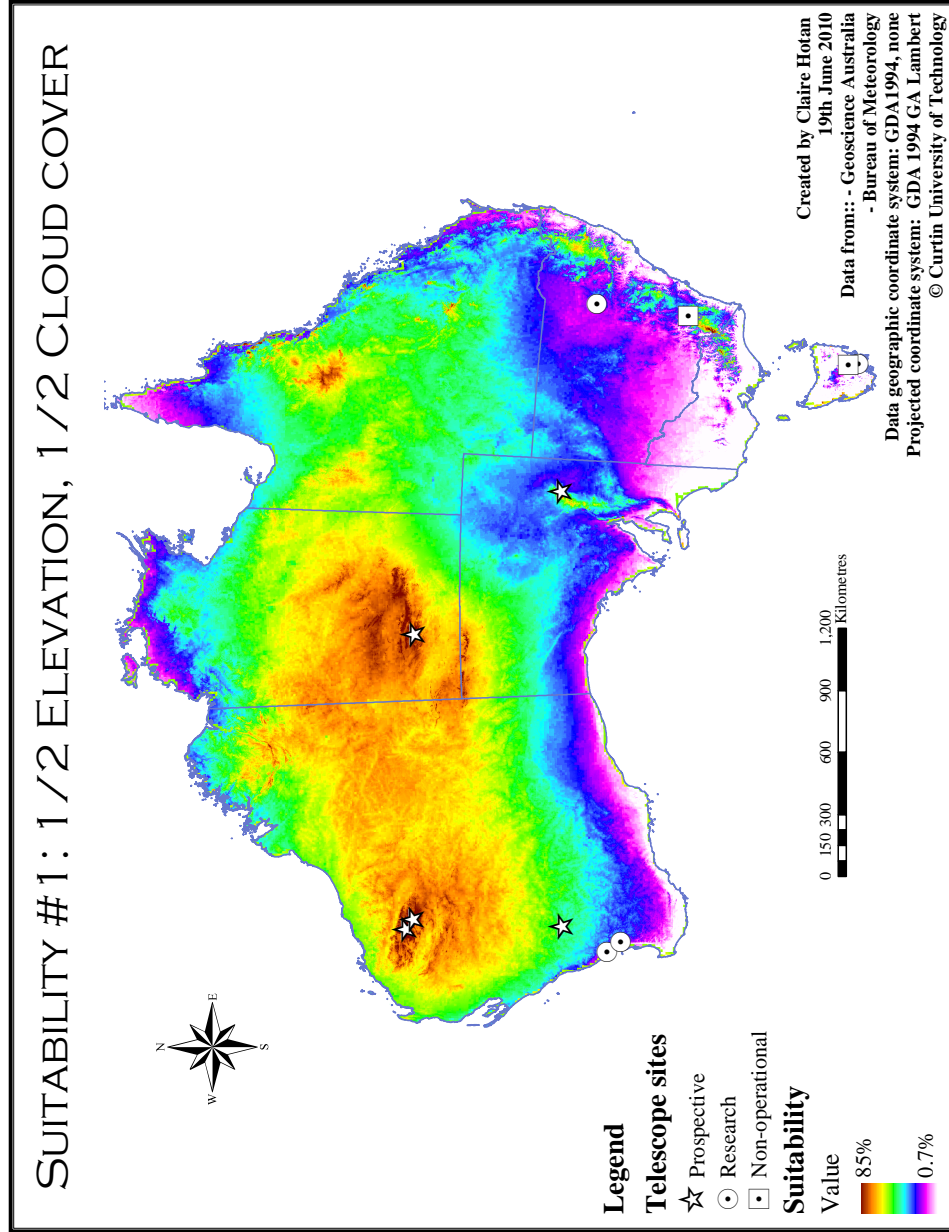 SUITABILITY #1: 1/2 ELEVATION, 1/2 CLOUD COVER
N
W
E
S
Legend
Telescope sites
Prospective
Research
Non-operational
Suitability
Value
85%
0.7%
0 150 300 600 900 1,200
Kilometres
Created by Claire Hotan
19th June 2010
Data from:: - Geoscience Australia
- Bureau of Meteorology
Data geographic coordinate system: GDA1994, none
Projected coordinate system: GDA 1994 GA Lambert
© Curtin University of Technology